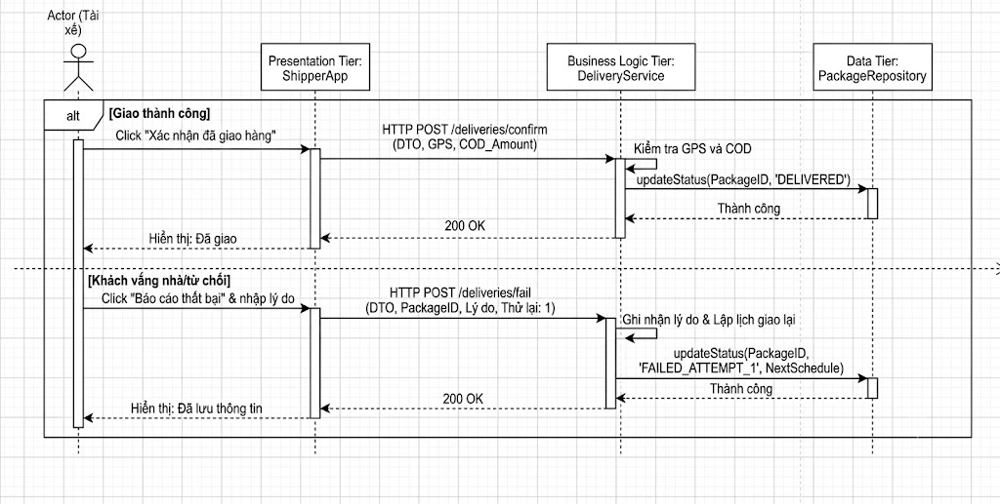 Actor (Tài
xế)
Presentation Tier:
ShipperApp
Business Logic Tier:
DeliveryService
Data Tier:
PackageRepository
alt
[Giao thành công]
Click "Xác nhận đã giao hàng"
HTTP POST /deliveries/confirm
(DTO, GPS, COD_Amount)
Kiểm tra GPS và COD
updateStatus(PackageID, 'DELIVERED')
Thành công
200 OK
Hiển thị: Đã giao
[Khách vắng nhà/từ chối]
Click "Báo cáo thất bại" & nhập lý do
HTTP POST /deliveries/fail
(DTO, PackageID, Lý do, Thử lại: 1)
Ghi nhận lý do & Lập lịch giao lại
updateStatus(PackageID,
'FAILED_ATTEMPT_1', NextSchedule)
Thành công
200 OK
Hiển thị: Đã lưu thông tin